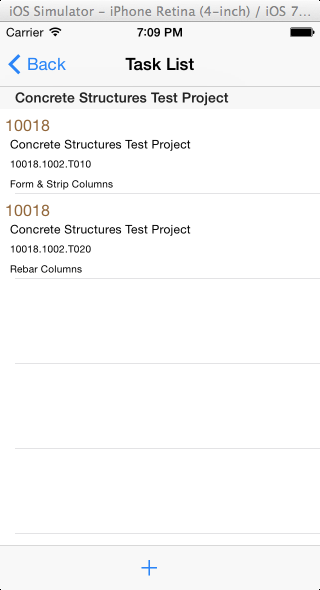 iOS Simulator – iPhone Retina (4-inch) / iOS 7...
Carrier 7:09 PM
Back Task List
Concrete Structures Test Project
10018
Concrete Structures Test Project
10018.1002.T010
Form & Strip Columns
10018
Concrete Structures Test Project
10018.1002.T020
Rebar Columns
+